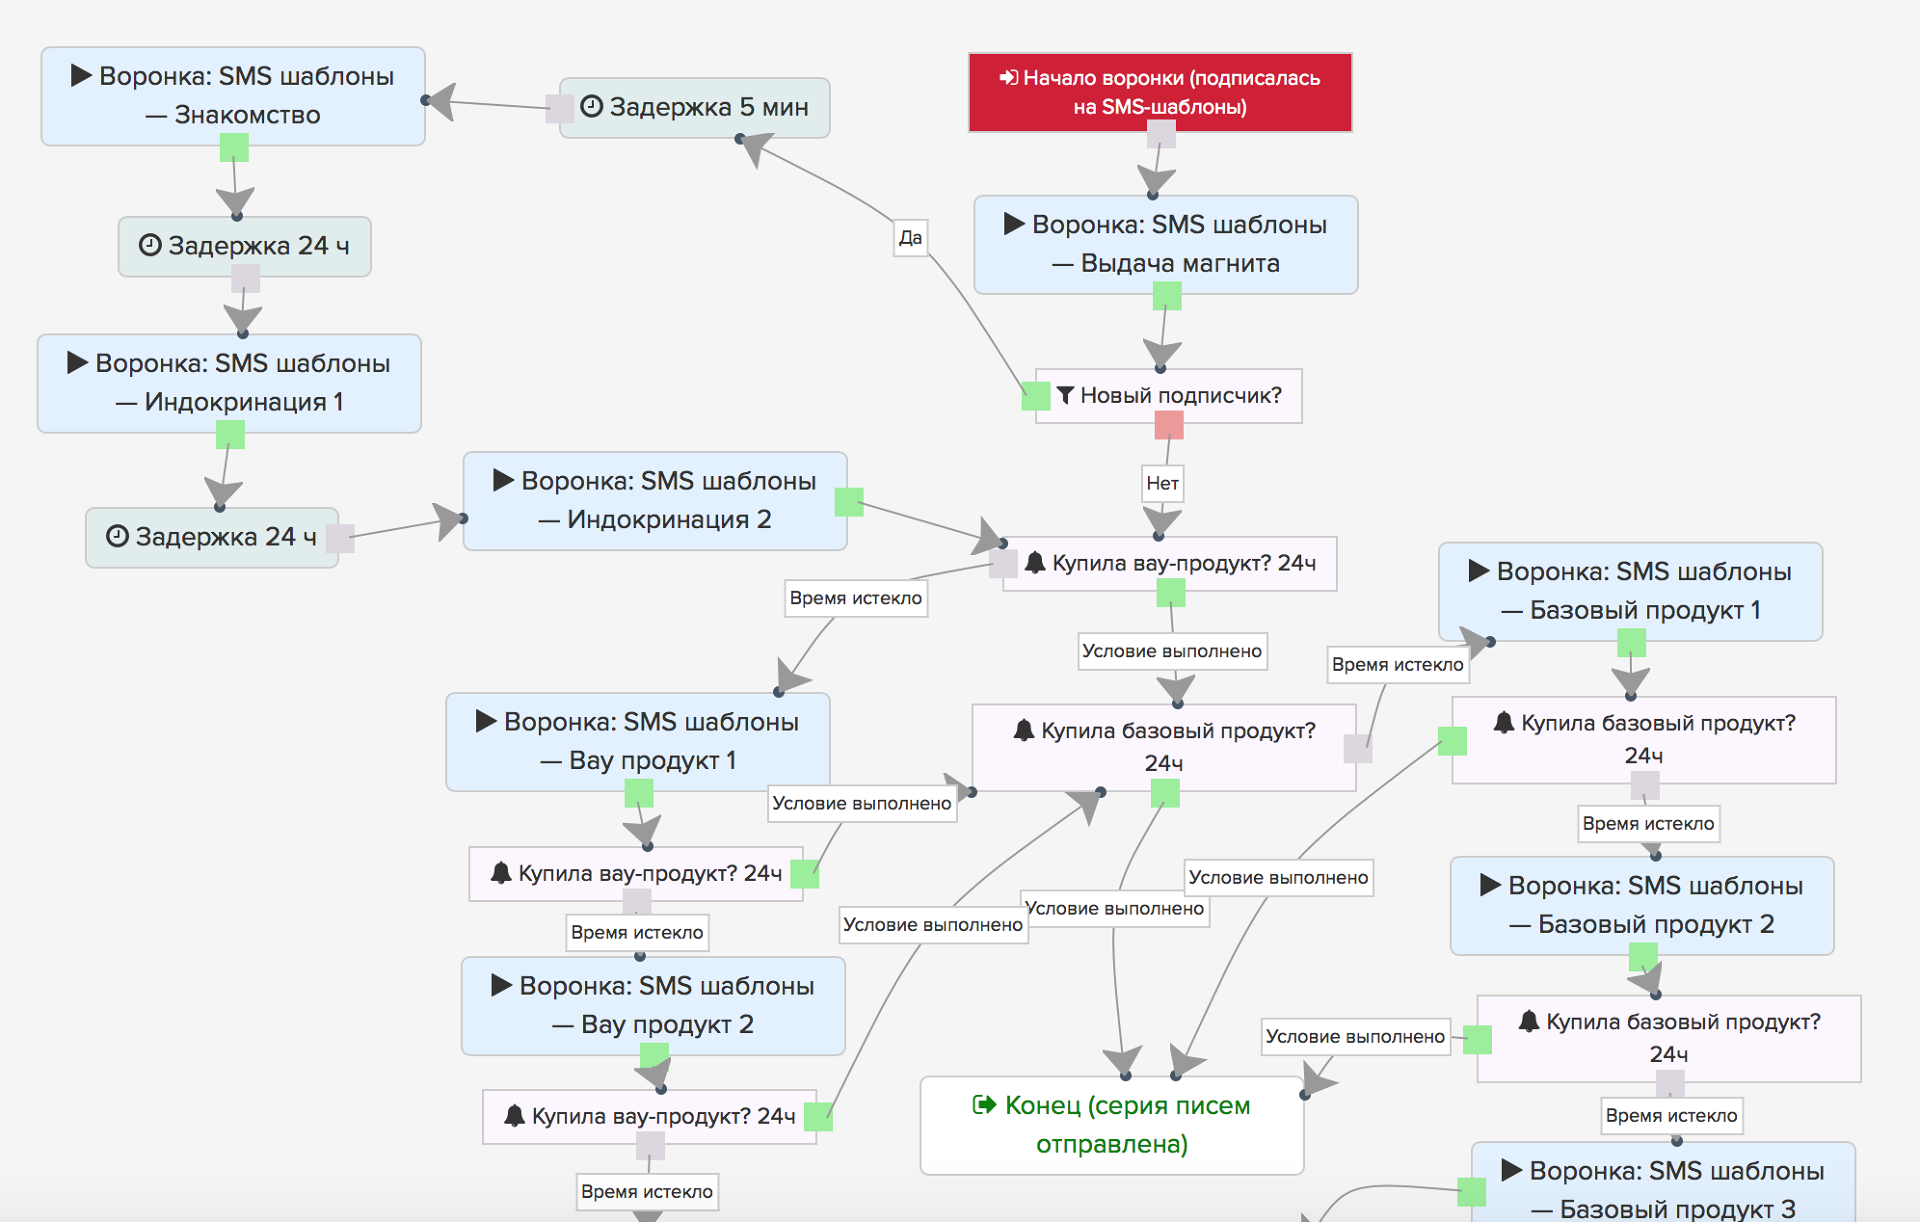 Воронка: SMS шаблоны
— Знакомство
Задержка 5 мин
Начало воронки (подписалась
на SMS-шаблоны)
Воронка: SMS шаблоны
— Выдача магнита
Да
Задержка 24 ч
Воронка: SMS шаблоны
— Индокринация 1
Новый подписчик?
Нет
Задержка 24 ч
Воронка: SMS шаблоны
— Индокринация 2
Купила вау-продукт? 24ч
Время истекло
Условие выполнено
Воронка: SMS шаблоны
— Базовый продукт 1
Время истекло
Воронка: SMS шаблоны
— Вау продукт 1
Купила базовый продукт?
24ч
Купила базовый продукт?
24ч
Условие выполнено
Время истекло
Купила вау-продукт? 24ч
Время истекло
Условие выполнено
Условие выполнено
Условие выполнено
Воронка: SMS шаблоны
— Базовый продукт 2
Воронка: SMS шаблоны
— Вау продукт 2
Купила базовый продукт?
24ч
Условие выполнено
Купила вау-продукт? 24ч
Конец (серия писем
отправлена)
Время истекло
Время истекло
Воронка: SMS шаблоны
— Базовый продукт 3